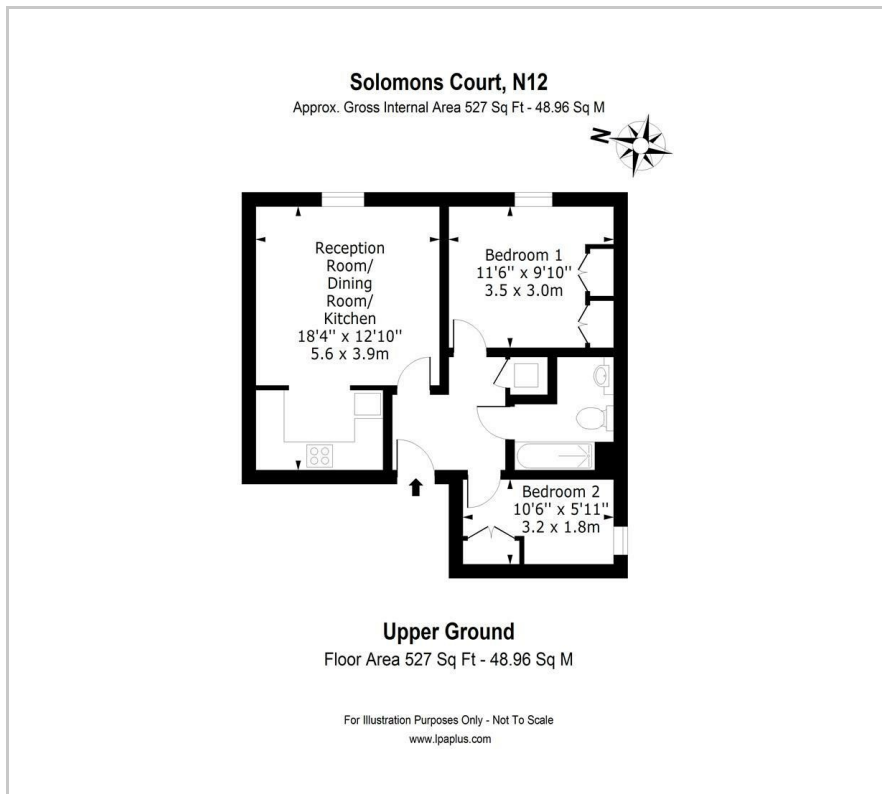 Solomons Court, N12
Approx. Gross Internal Area 527 Sq Ft - 48.96 Sq M
N
Reception
Room/
Dining
Room/
Kitchen
18'4'' x 12'10''
5.6 x 3.9m
Bedroom 1
11'6'' x 9'10''
3.5 x 3.0m
Bedroom 2
10'6'' x 5'11''
3.2 x 1.8m
Upper Ground
Floor Area 527 Sq Ft - 48.96 Sq M
For Illustration Purposes Only - Not To Scale
www.lpaplus.com